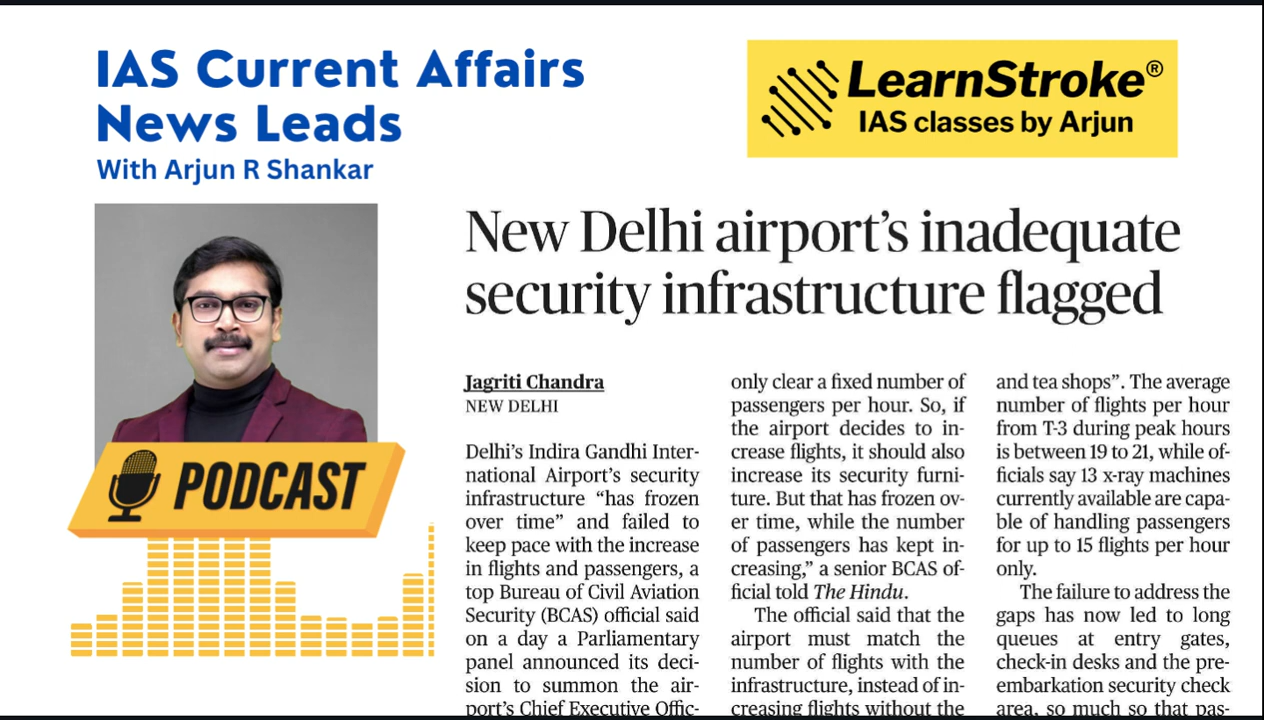 IAS Current Affairs
News Leads
With Arjun R Shankar
LearnStroke®
IAS classes by Arjun
PODCAST
New Delhi airport’s inadequate
security infrastructure flagged
Jagriti Chandra
NEW DELHI
Delhi’s Indira Gandhi Inter-
national Airport’s security
infrastructure “has frozen
over time” and failed to
keep pace with the increase
in flights and passengers, a
top Bureau of Civil Aviation
Security (BCAS) official said
on a day a Parliamentary
panel announced its deci-
sion to summon the air-
port’s Chief Executive Offic-
only clear a fixed number of
passengers per hour. So, if
the airport decides to in-
crease flights, it should also
increase its security furni-
ture. But that has frozen ov-
er time, while the number
of passengers has kept in-
creasing,” a senior BCAS of-
ficial told The Hindu.
The official said that the
airport must match the
number of flights with the
infrastructure, instead of in-
creasing flights without the
and tea shops”. The average
number of flights per hour
from T-3 during peak hours
is between 19 to 21, while of-
ficials say 13 x-ray machines
currently available are capa-
ble of handling passengers
for up to 15 flights per hour
only.
The failure to address the
gaps has now led to long
queues at entry gates,
check-in desks and the pre-
embarkation security check
area, so much so that pas-